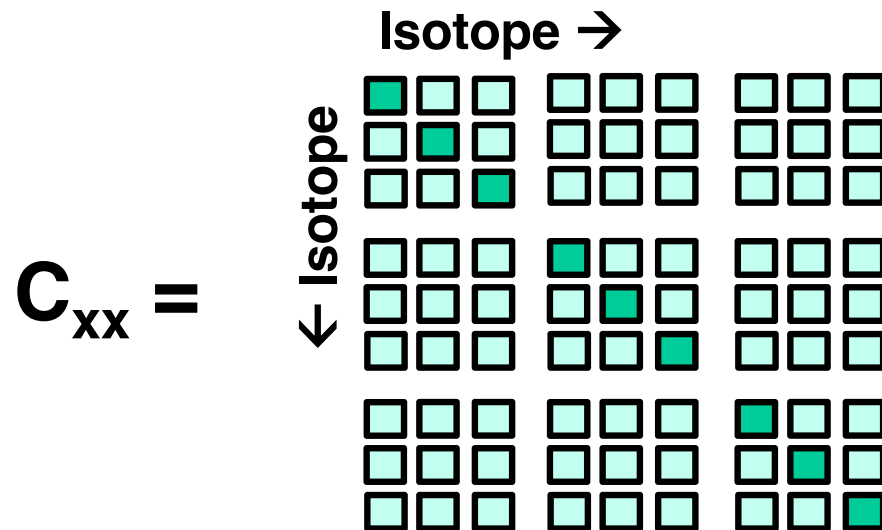 Isotope →
← Isotope
Cxx =